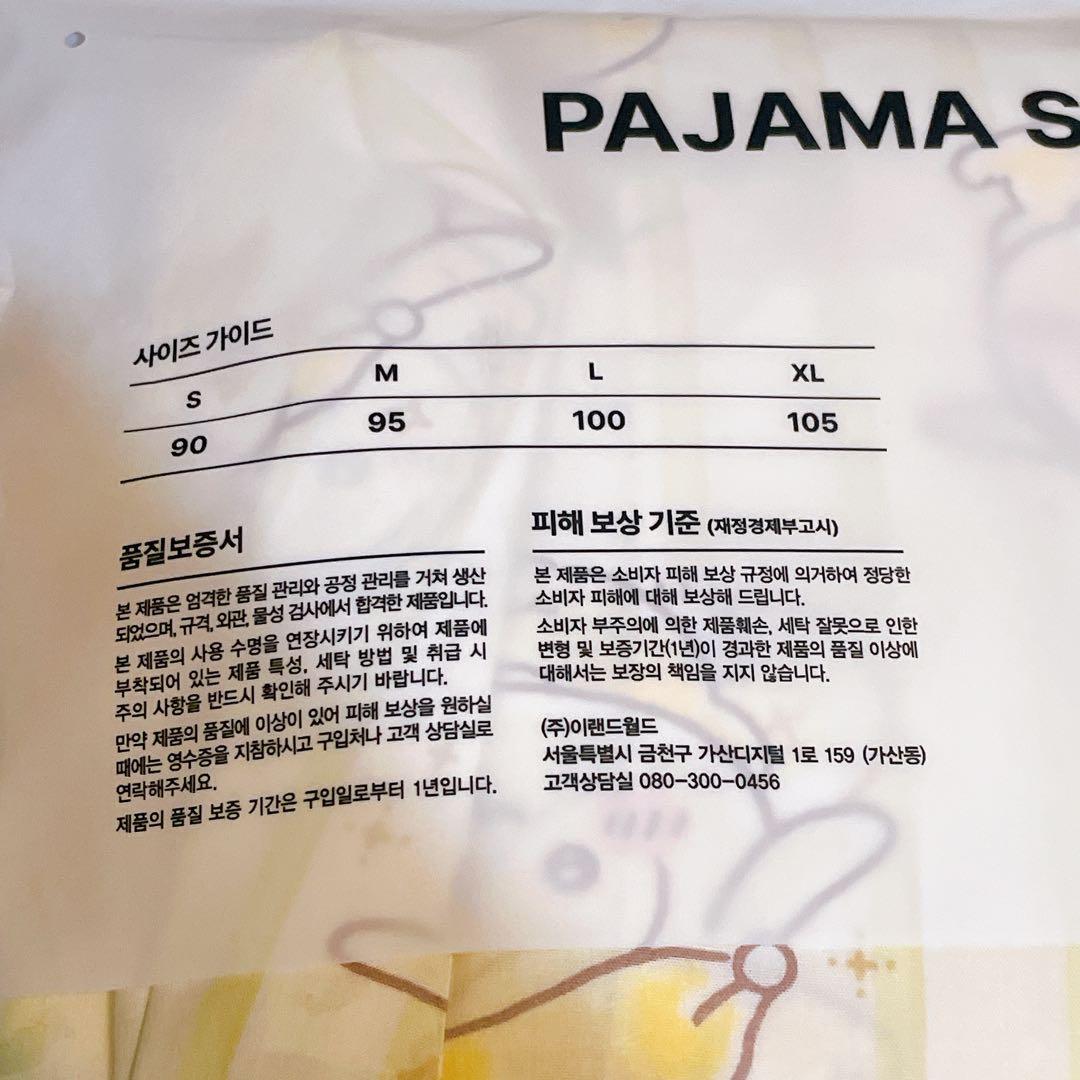 PAJAMA S
사이즈 가이드
S M L XL
90 95 100 105
품질보증서
본 제품은 엄격한 품질 관리와 공정 관리를 거쳐 생산
되었으며, 규격, 외관, 물성 검사에서 합격한 제품입니다.
본 제품의 사용 수명을 연장시키기 위하여 제품에
부착되어 있는 제품 특성, 세탁 방법 및 취급 시
주의 사항을 반드시 확인해 주시기 바랍니다.
만약 제품의 품질에 이상이 있어 피해 보상을 원하실
때에는 영수증을 지참하시고 구입처나 고객 상담실로
연락해주세요.
제품의 품질 보증 기간은 구입일로부터 1년입니다.
피해 보상 기준 (재정경제부고시)
본 제품은 소비자 피해 보상 규정에 의거하여 정당한
소비자 피해에 대해 보상해 드립니다.
소비자 부주의에 의한 제품훼손, 세탁 잘못으로 인한
변형 및 보증기간(1년)이 경과한 제품의 품질 이상에
대해서는 보장의 책임을 지지 않습니다.
(주)이랜드월드
서울특별시 금천구 가산디지털 1로 159 (가산동)
고객상담실 080-300-0456